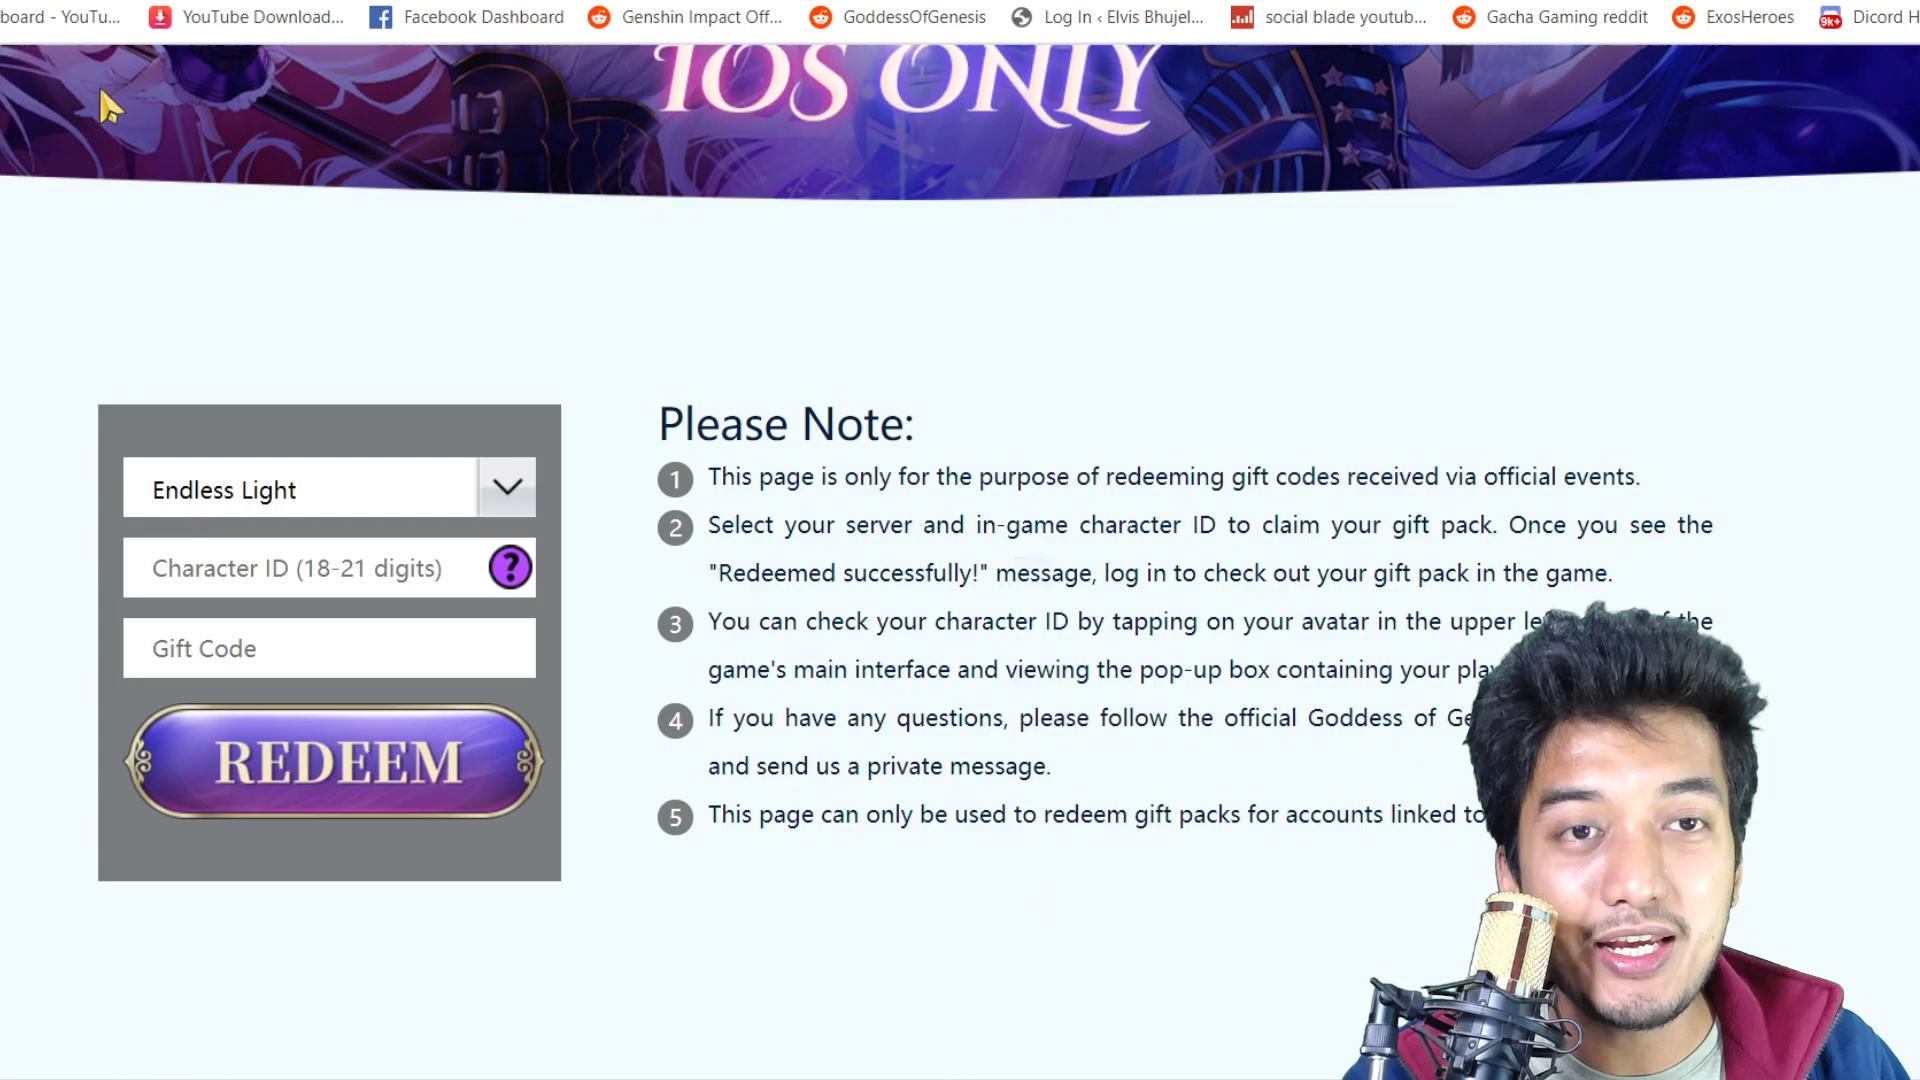 board - YouTu... YouTube Download... Facebook Dashboard Genshin Impact Off... GoddessOfGenesis Log In ‹ Elvis Bhujel... social blade youtub... Gacha Gaming reddit ExosHeroes 9k+ Dicord H
IOS ONLY
Endless Light
Character ID (18-21 digits) ?
Gift Code
REDEEM
Please Note:
1 This page is only for the purpose of redeeming gift codes received via official events.
2 Select your server and in-game character ID to claim your gift pack. Once you see the
"Redeemed successfully!" message, log in to check out your gift pack in the game.
3 You can check your character ID by tapping on your avatar in the upper the
game's main interface and viewing the pop-up box containing your
4 If you have any questions, please follow the official Goddess of
and send us a private message.
5 This page can only be used to redeem gift packs for accounts linked to